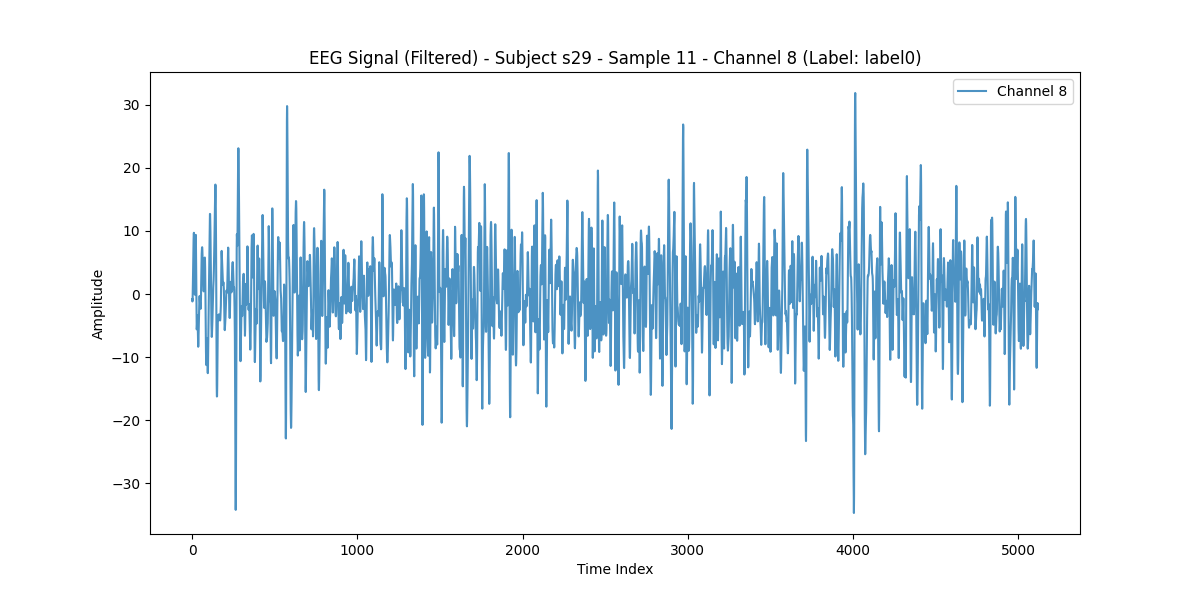 EEG Signal (Filtered) - Subject s29 - Sample 11 - Channel 8 (Label: label0)
Channel 8
30
20
10
0
−10
−20
−30
Amplitude
0 1000 2000 3000 4000 5000
Time Index